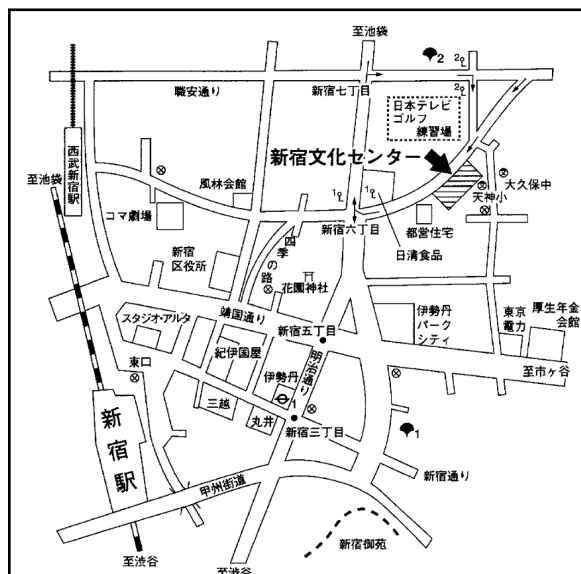 至池袋
2
2
職安通り
新宿七丁目
2
日本テレビ
ゴルフ
練習場
西武新宿駅
新宿文化センター
至池袋
風林会館
大久保中
天神小
コマ劇場
1
1
新宿六丁目
都営住宅
四季の路
日清食品
新宿
区役所
花園神社
スタジオ・アルタ
靖国通り
新宿五丁目
伊勢丹
パーク
シティ
東京
電力
厚生年金
会館
紀伊国屋
明治通り
東口
伊勢丹
至市ヶ谷
三越
1
丸井
新宿三丁目
1
新宿駅
新宿通り
甲州街道
新宿御苑
至渋谷
至渋谷